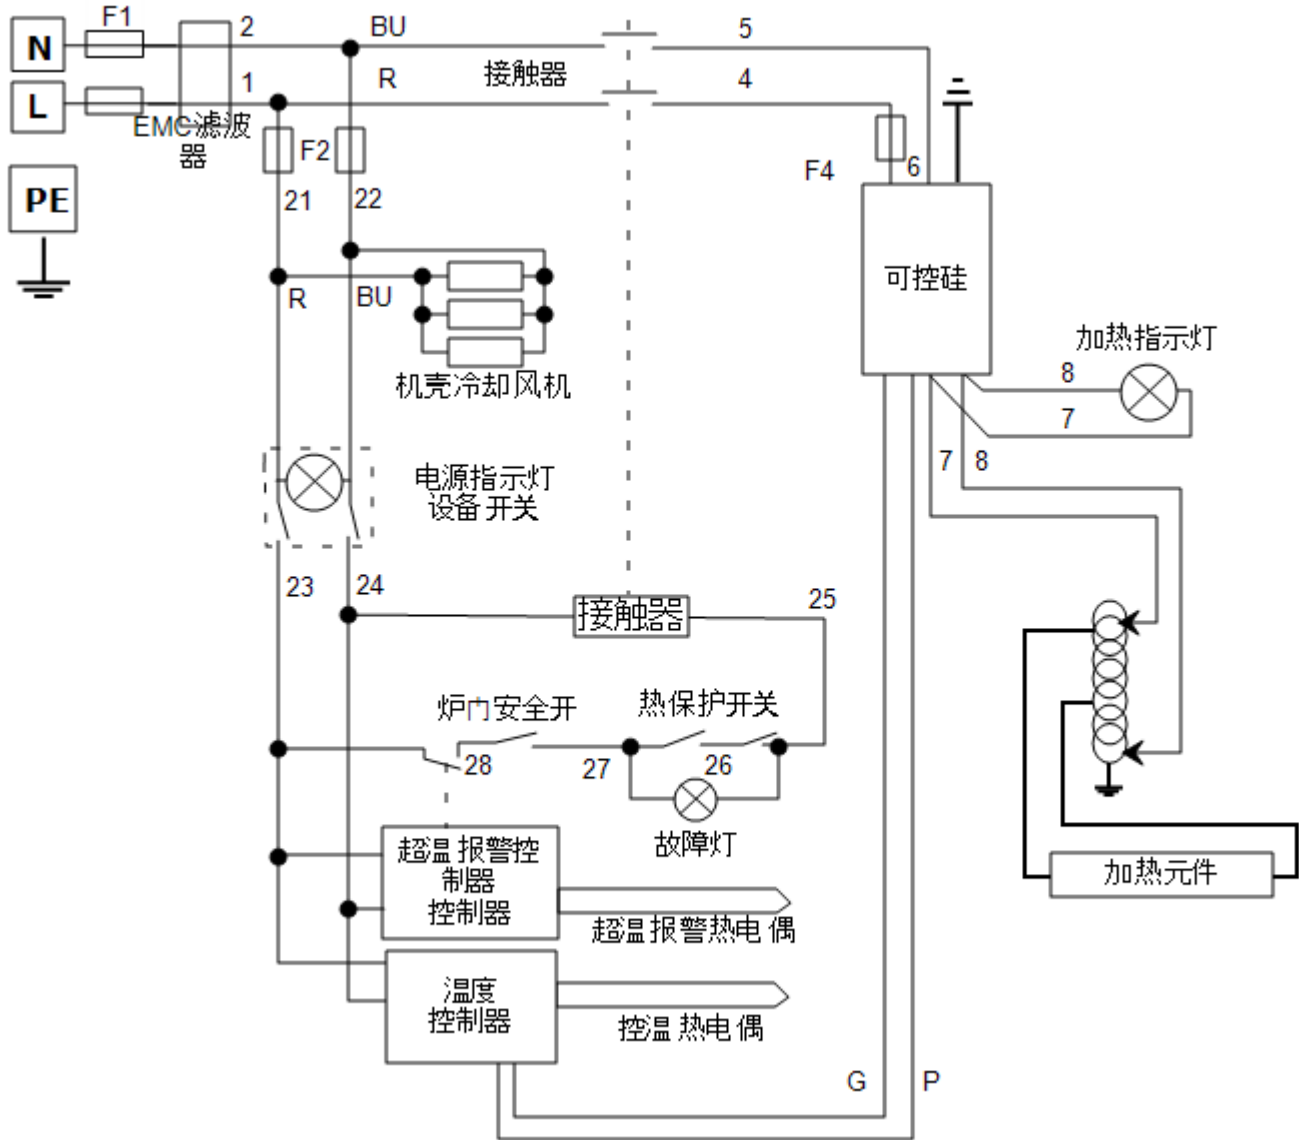 F1
N
2
BU
5
L
1
R
接触器
4
EMC滤波
器
F2
F4
6
PE
21
22
可控硅
R
BU
加热指示灯
机壳冷却风机
8
7
7
8
电源指示灯
设备开关
23
24
接触器
25
炉门安全开
热保护开关
28
27
26
故障灯
超温报警控
制器
控制器
超温报警热电偶
加热元件
温度
控制器
控温热电偶
G
P